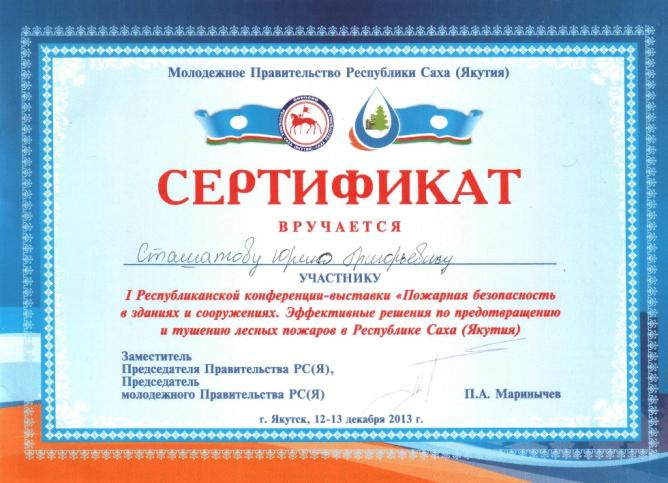 Молодежное Правительство Республики Саха (Якутия)
СЕРТИФИКАТ
ВРУЧАЕТСЯ
Юрию Григорьевичу
УЧАСТНИКУ
I Республиканской конференции-выставки «Пожарная безопасность
в зданиях и сооружениях. Эффективные решения по предотвращению
и тушению лесных пожаров в Республике Саха (Якутия)
Заместитель
Председателя Правительства РС(Я),
Председатель
молодежного Правительства РС(Я)
П.А. Маринычев
г. Якутск, 12-13 декабря 2013 г.